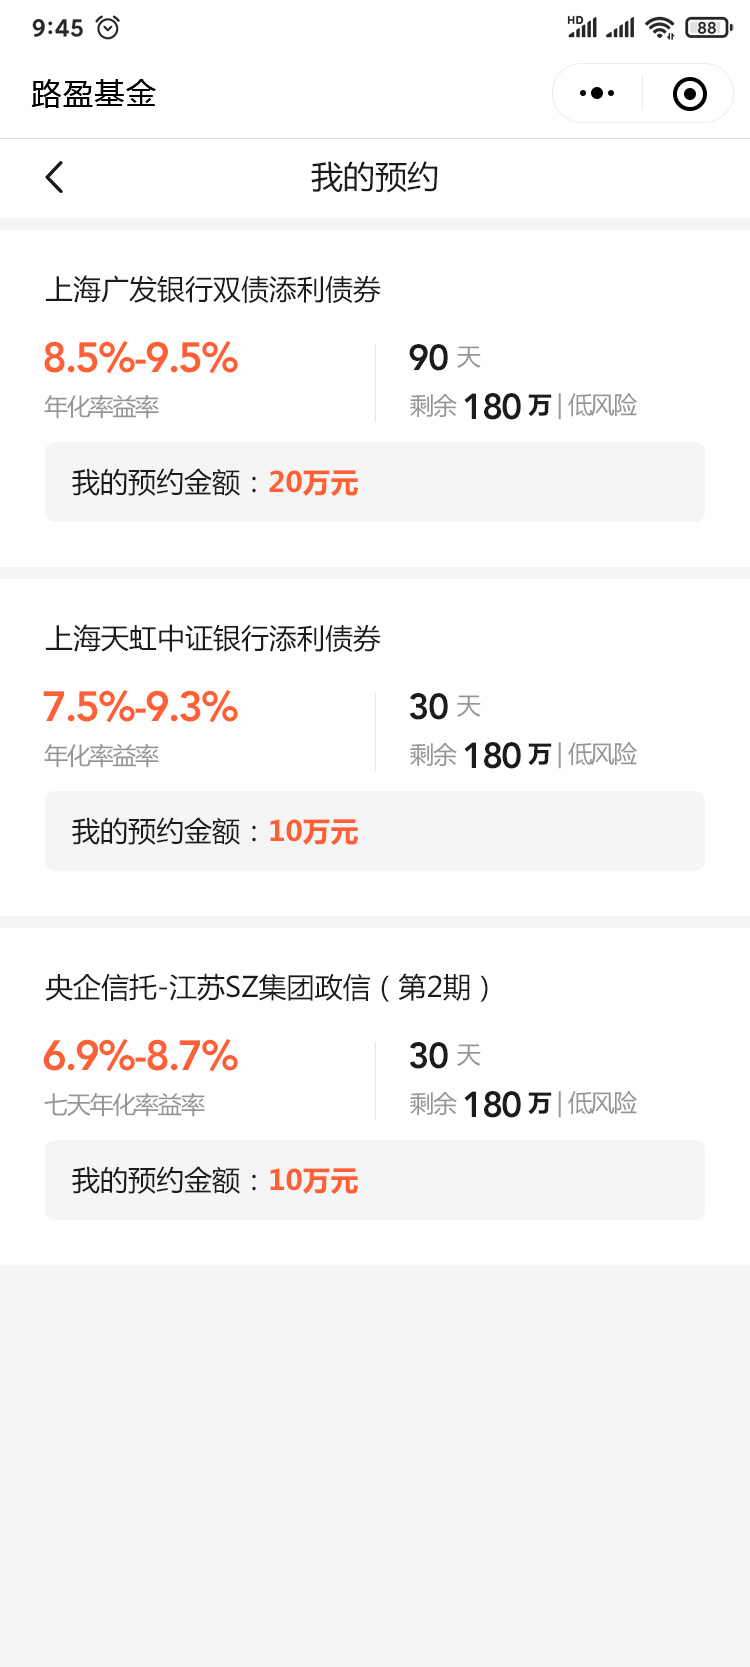 9:45 HD 88
路盈基金
我的预约
上海广发银行双债添利债券
8.5%-9.5% 90 天
年化率益率 剩余 180 万|低风险
我的预约金额：20万元
上海天虹中证银行添利债券
7.5%-9.3% 30 天
年化率益率 剩余 180 万|低风险
我的预约金额：10万元
央企信托-江苏SZ集团政信（第2期）
6.9%-8.7% 30 天
七天年化率益率 剩余 180 万|低风险
我的预约金额：10万元